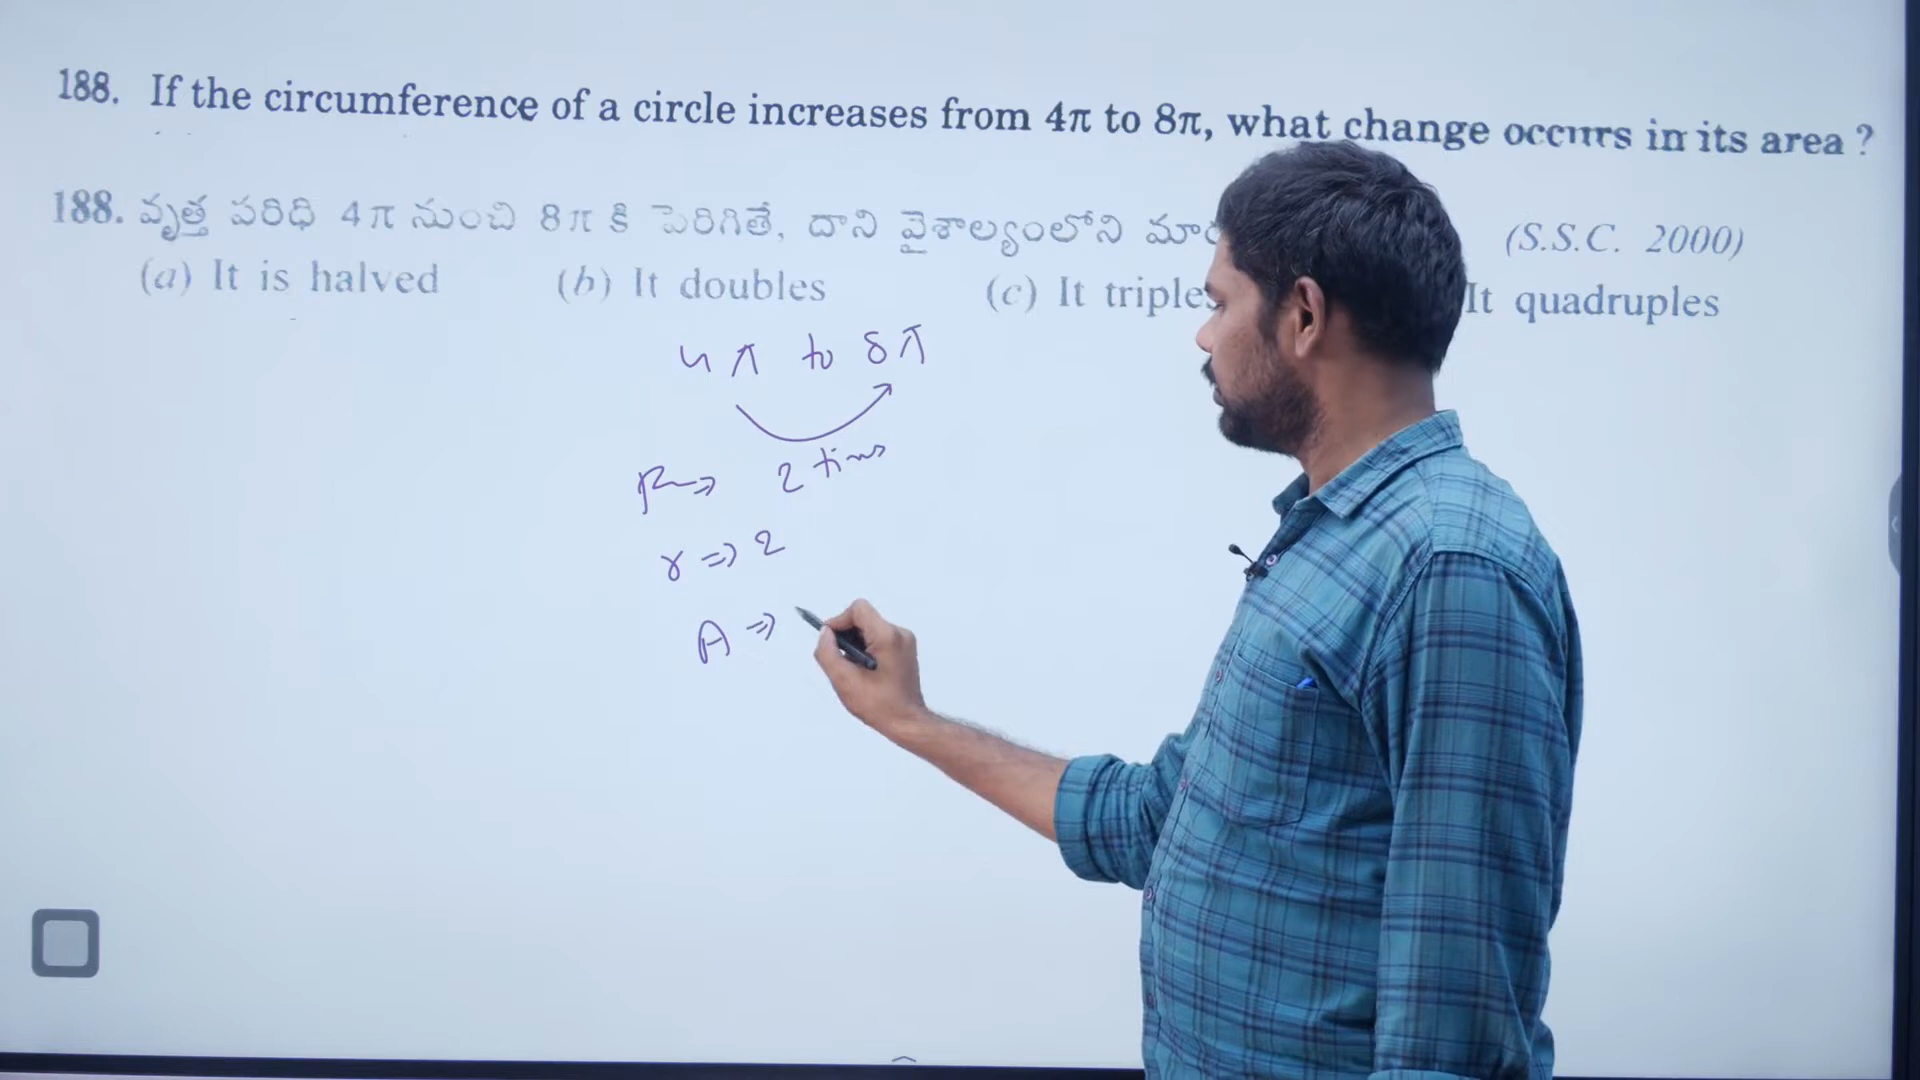 188. If the circumference of a circle increases from 4π to 8π, what change occurs in its area ?
188. వృత్త పరిధి 4π నుంచి 8π కి పెరిగితే, దాని వైశాల్యంలోని (S.S.C. 2000)
(a) It is halved (b) It doubles (c) It triples It quadruples
4π to 8π
2 times
r ⇒ 2
A ⇒